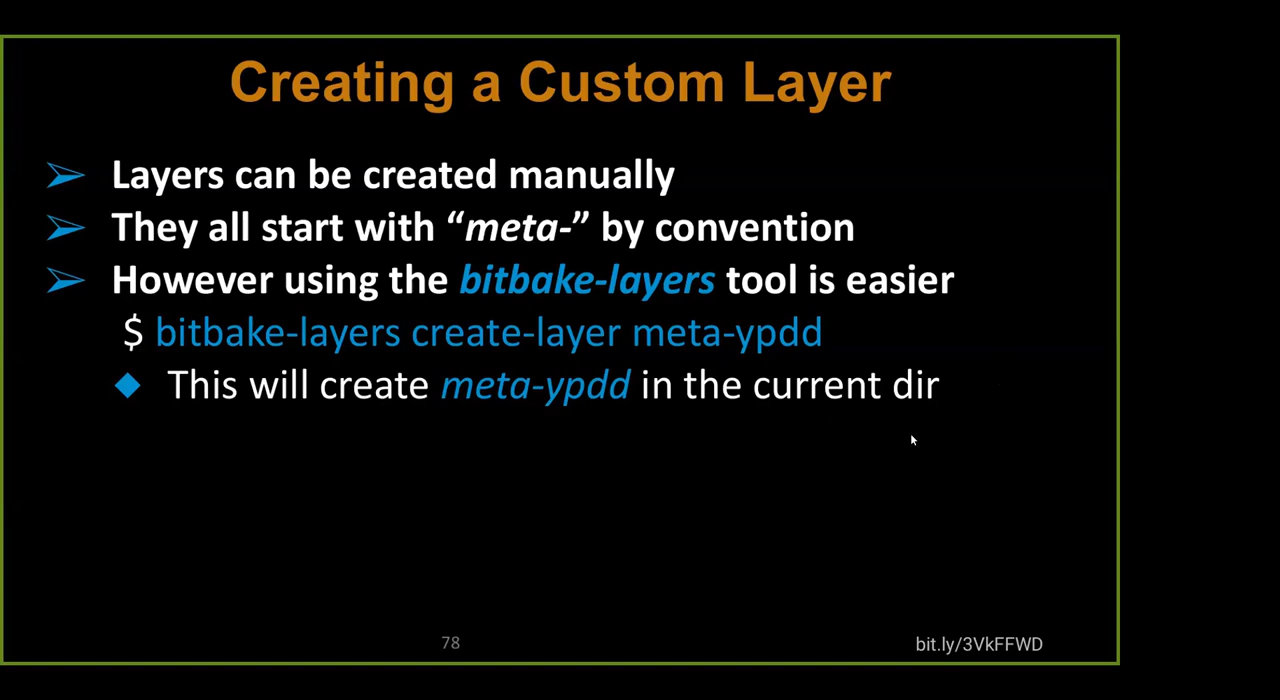 Creating a Custom Layer
Layers can be created manually
They all start with “meta-” by convention
However using the bitbake-layers tool is easier
$ bitbake-layers create-layer meta-ypdd
This will create meta-ypdd in the current dir
78
bit.ly/3VkFFWD